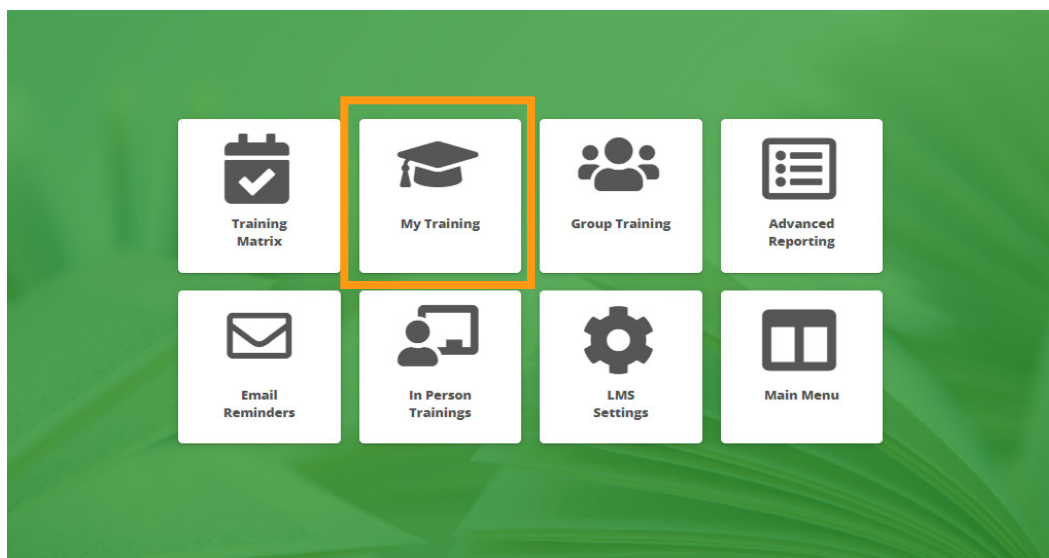 Training
Matrix
My Training
Group Training
Advanced
Reporting
Email
Reminders
In Person
Trainings
LMS
Settings
Main Menu